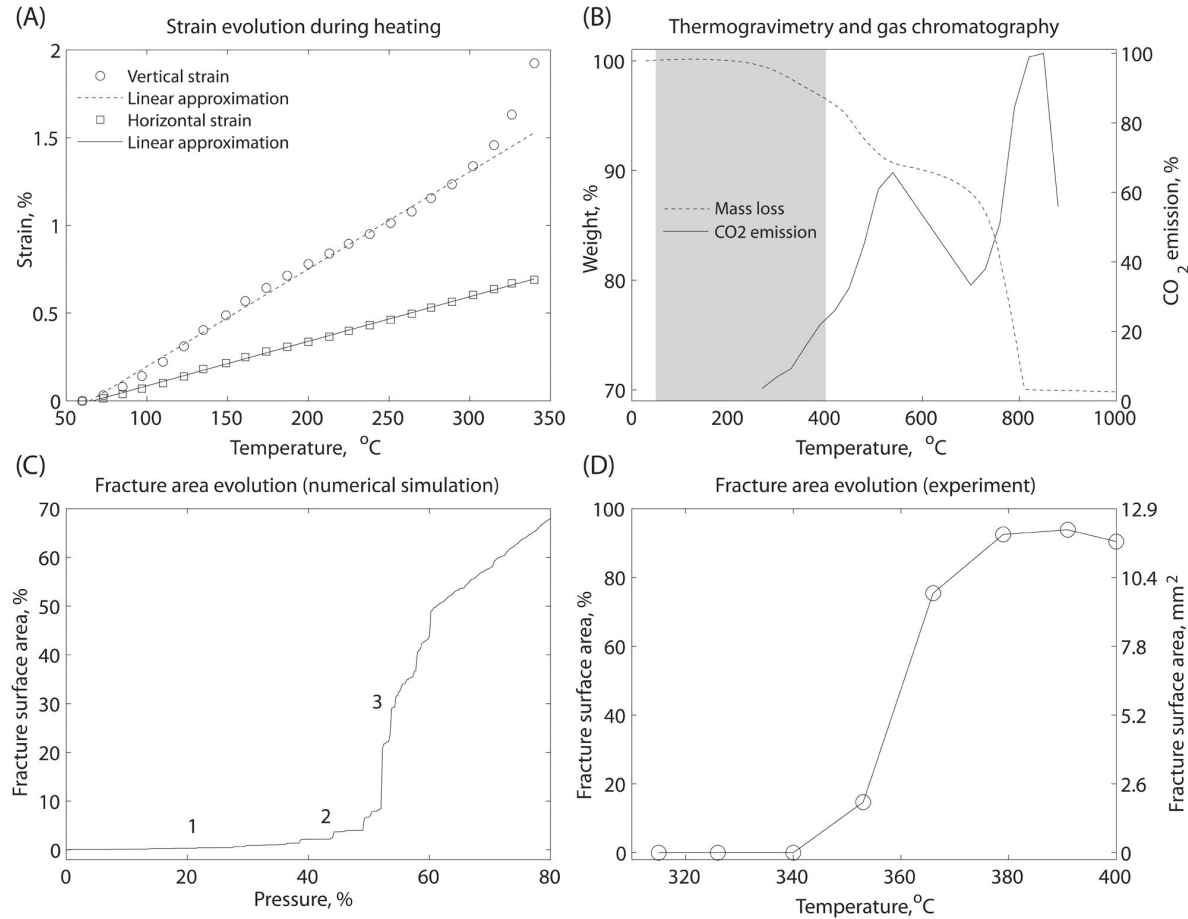 (A)
Strain evolution during heating
2
1.5
1
0.5
0
Strain, %
Vertical strain
Linear approximation
Horizontal strain
Linear approximation
50 100 150 200 250 300 350
Temperature, °C
(B)
Thermogravimetry and gas chromatography
100
90
80
70
Weight, %
Mass loss
CO2 emission
100
80
60
40
20
0
CO2 emission, %
0 200 400 600 800 1000
Temperature, °C
(C)
Fracture area evolution (numerical simulation)
70
60
50
40
30
20
10
0
Fracture surface area, %
1
2
3
0 20 40 60 80
Pressure, %
(D)
Fracture area evolution (experiment)
100
80
60
40
20
0
Fracture surface area, %
12.9
10.4
7.8
5.2
2.6
0
Fracture surface area, mm2
320 340 360 380 400
Temperature,°C